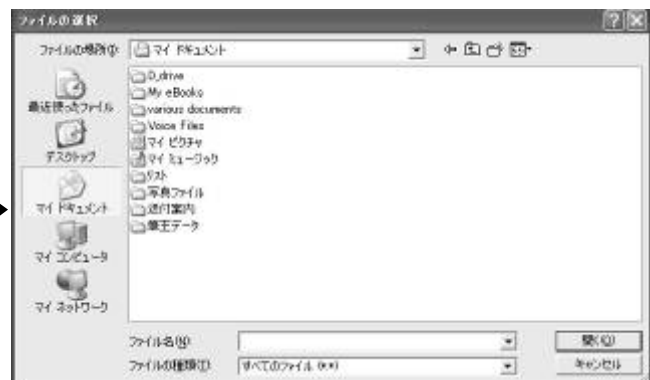 ファイルの選択
ファイルの場所(I):
マイ ドキュメント
最近使ったファイル
デスクトップ
マイ ドキュメント
マイ コンピュータ
マイ ネットワーク
D_drive
My eBooks
various documents
Voice Files
マイ ピクチャ
マイ ミュージック
リスト
写真ファイル
送付案内
筆王データ
ファイル名(N):
開く(O)
ファイルの種類(T):
すべてのファイル (*.*)
キャンセル